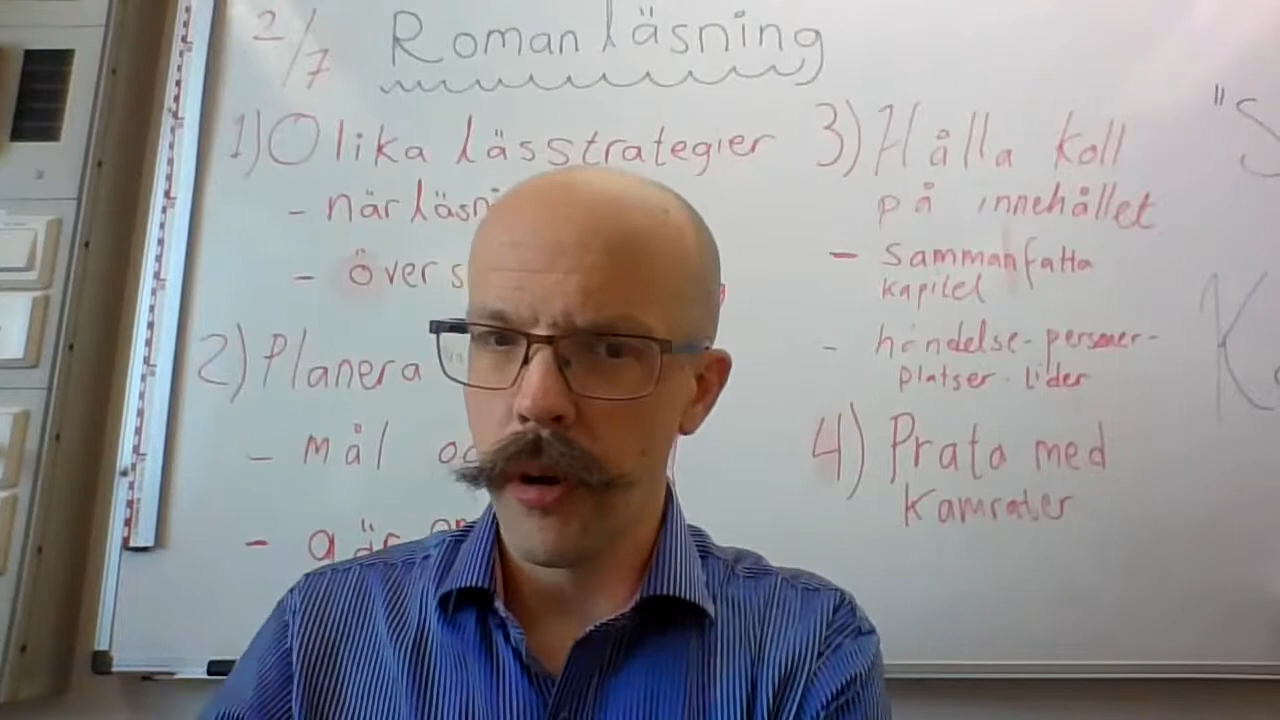 2/7 Romanläsning
1) Olika lässtrategier
- närläsn
- övers
2) Planera
- mål oc
- gör
3) Hålla koll
på innehållet
- sammanfatta
kapitel
- händelse-personer-
platser-tider
4) Prata med
Kamrater
"S
K